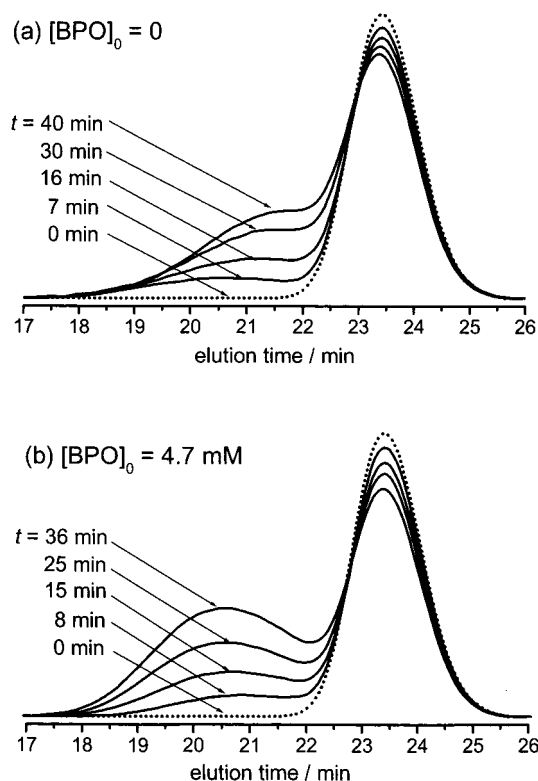 (a) [BPO]₀ = 0
t = 40 min
30 min
16 min
7 min
0 min
17 18 19 20 21 22 23 24 25 26
elution time / min
(b) [BPO]₀ = 4.7 mM
t = 36 min
25 min
15 min
8 min
0 min
17 18 19 20 21 22 23 24 25 26
elution time / min